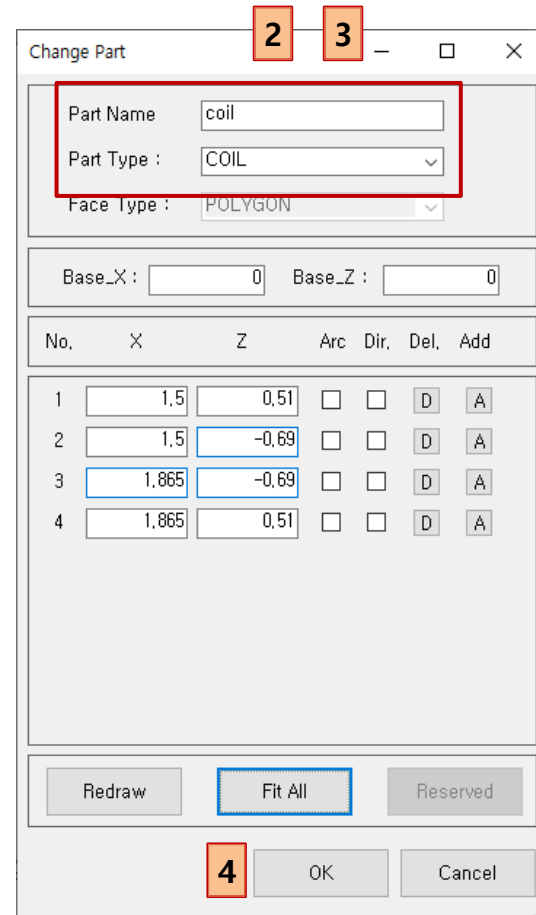 2 3
Change Part
Part Name coil
Part Type : COIL
Face Type : POLYGON
Base_X : 0 Base_Z : 0
No, X Z Arc Dir, Del, Add
1 1,5 0,51 D A
2 1,5 -0,69 D A
3 1,865 -0,69 D A
4 1,865 0,51 D A
Redraw Fit All Reserved
4 OK Cancel